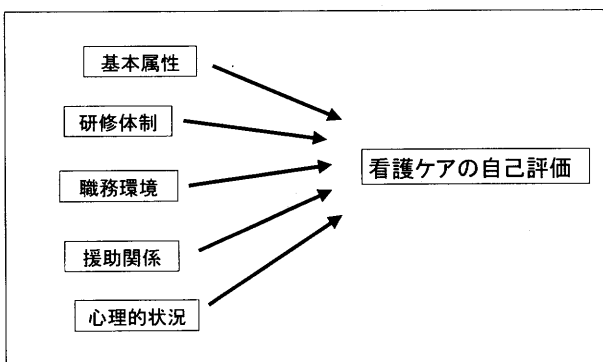 基本属性
研修体制
職務環境
援助関係
心理的状況
看護ケアの自己評価